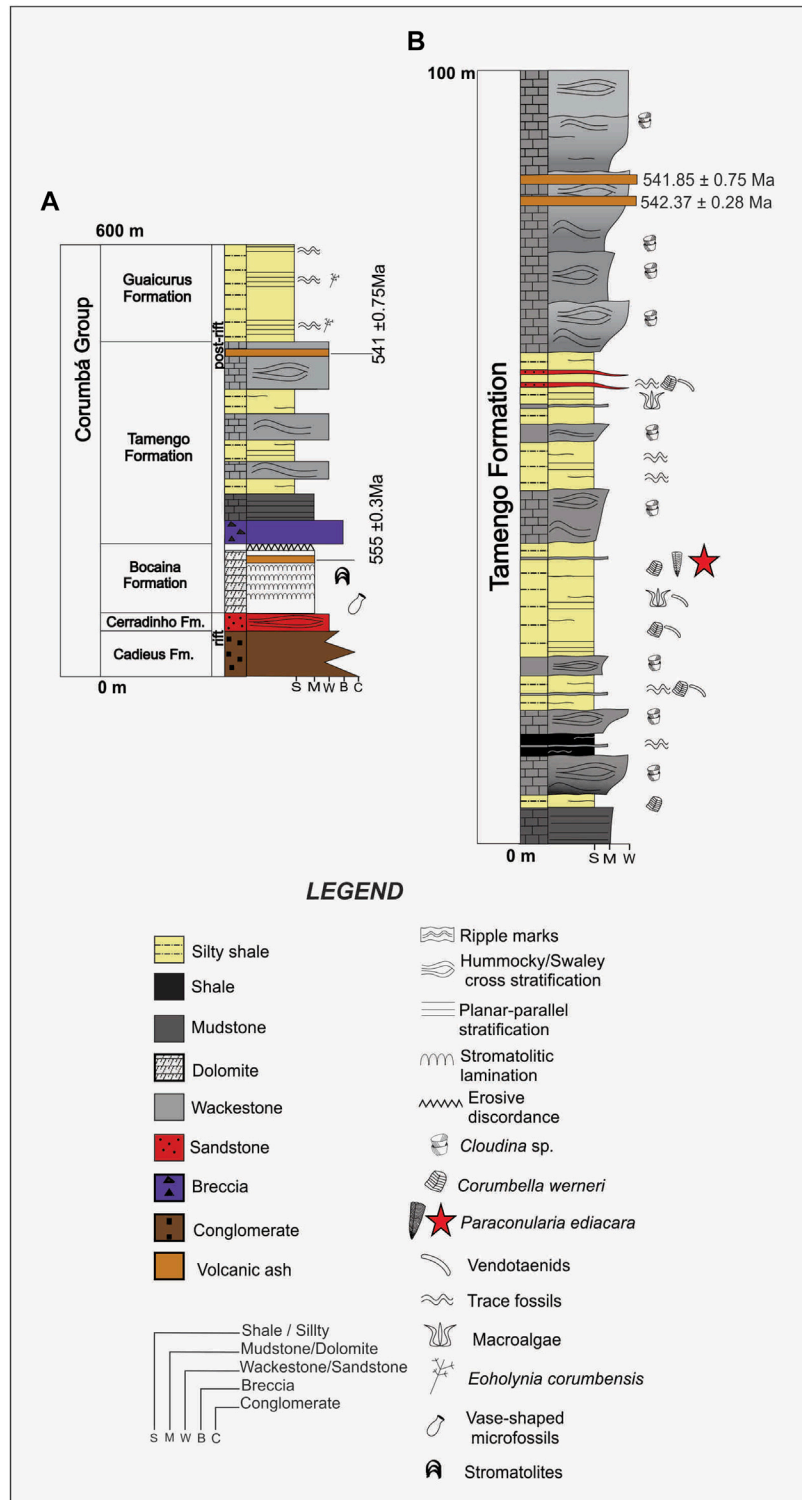 A
600 m
Corumbá Group
Guaicurus
Formation
Tamengo
Formation
Bocaina
Formation
Cerradinho Fm.
Cadieus Fm.
post-rift
rift
541 ±0.75Ma
555 ±0.3Ma
0 m
S M W B C
B
100 m
Tamengo Formation
541.85 ± 0.75 Ma
542.37 ± 0.28 Ma
0 m
S M W
LEGEND
Silty shale
Shale
Mudstone
Dolomite
Wackestone
Sandstone
Breccia
Conglomerate
Volcanic ash
Shale / Sillty
Mudstone/Dolomite
Wackestone/Sandstone
Breccia
Conglomerate
S M W B C
Ripple marks
Hummocky/Swaley
cross stratification
Planar-parallel
stratification
Stromatolitic
lamination
Erosive
discordance
Cloudina sp.
Corumbella werneri
Paraconularia ediacara
Vendotaenids
Trace fossils
Macroalgae
Eoholynia corumbensis
Vase-shaped
microfossils
Stromatolites